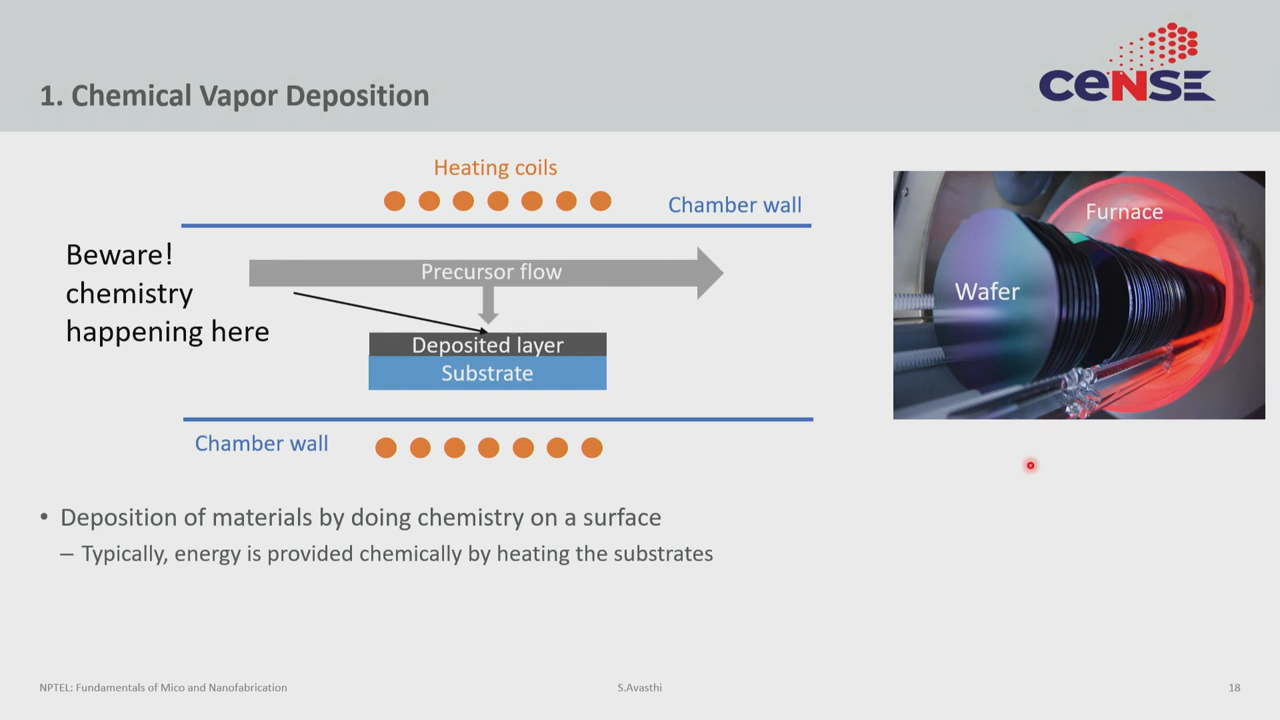 1. Chemical Vapor Deposition
CeNSE
Heating coils
Chamber wall
Beware!
chemistry
happening here
Precursor flow
Deposited layer
Substrate
Chamber wall
Furnace
Wafer
• Deposition of materials by doing chemistry on a surface
– Typically, energy is provided chemically by heating the substrates
NPTEL: Fundamentals of Mico and Nanofabrication
S.Avasthi
18